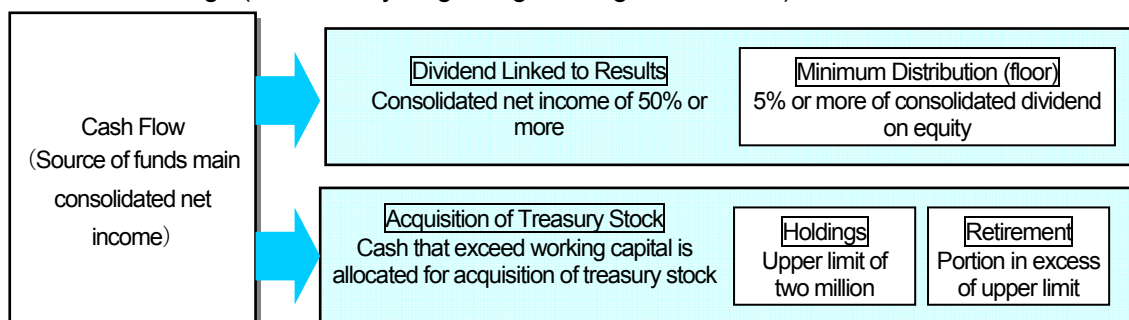 Cash Flow
（Source of funds main
consolidated net
income）
Dividend Linked to Results
Consolidated net income of 50% or
more
Minimum Distribution (floor)
5% or more of consolidated dividend
on equity
Acquisition of Treasury Stock
Cash that exceed working capital is
allocated for acquisition of treasury stock
Holdings
Upper limit of
two million
Retirement
Portion in excess
of upper limit